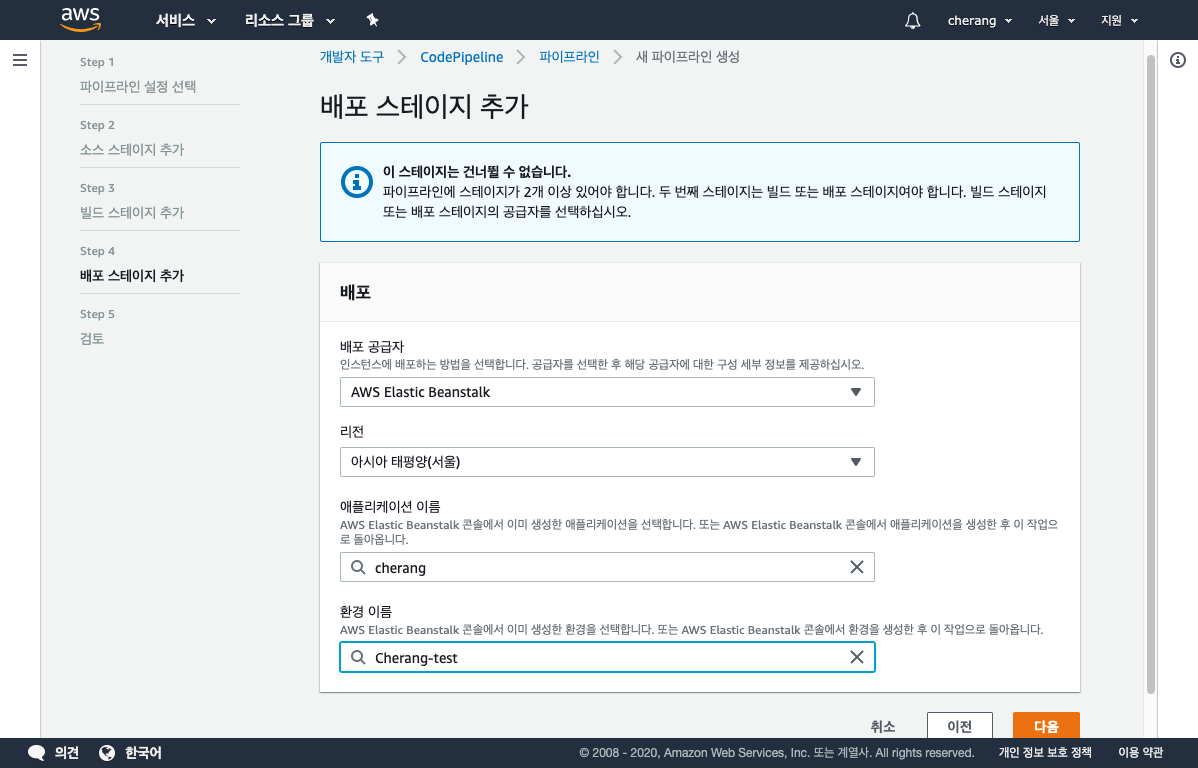 aws 서비스 리소스 그룹 cherang 서울 지원
Step 1
파이프라인 설정 선택
Step 2
소스 스테이지 추가
Step 3
빌드 스테이지 추가
Step 4
배포 스테이지 추가
Step 5
검토
개발자 도구 CodePipeline 파이프라인 새 파이프라인 생성
배포 스테이지 추가
이 스테이지는 건너뛸 수 없습니다.
파이프라인에 스테이지가 2개 이상 있어야 합니다. 두 번째 스테이지는 빌드 또는 배포 스테이지여야 합니다. 빌드 스테이지
또는 배포 스테이지의 공급자를 선택하십시오.
배포
배포 공급자
인스턴스에 배포하는 방법을 선택합니다. 공급자를 선택한 후 해당 공급자에 대한 구성 세부 정보를 제공하십시오.
AWS Elastic Beanstalk
리전
아시아 태평양(서울)
애플리케이션 이름
AWS Elastic Beanstalk 콘솔에서 이미 생성한 애플리케이션을 선택합니다. 또는 AWS Elastic Beanstalk 콘솔에서 애플리케이션을 생성한 후 이 작업으
로 돌아옵니다.
cherang
환경 이름
AWS Elastic Beanstalk 콘솔에서 이미 생성한 환경을 선택합니다. 또는 AWS Elastic Beanstalk 콘솔에서 환경을 생성한 후 이 작업으로 돌아옵니다.
Cherang-test
취소 이전 다음
의견 한국어 © 2008 - 2020, Amazon Web Services, Inc. 또는 계열사. All rights reserved. 개인 정보 보호 정책 이용 약관